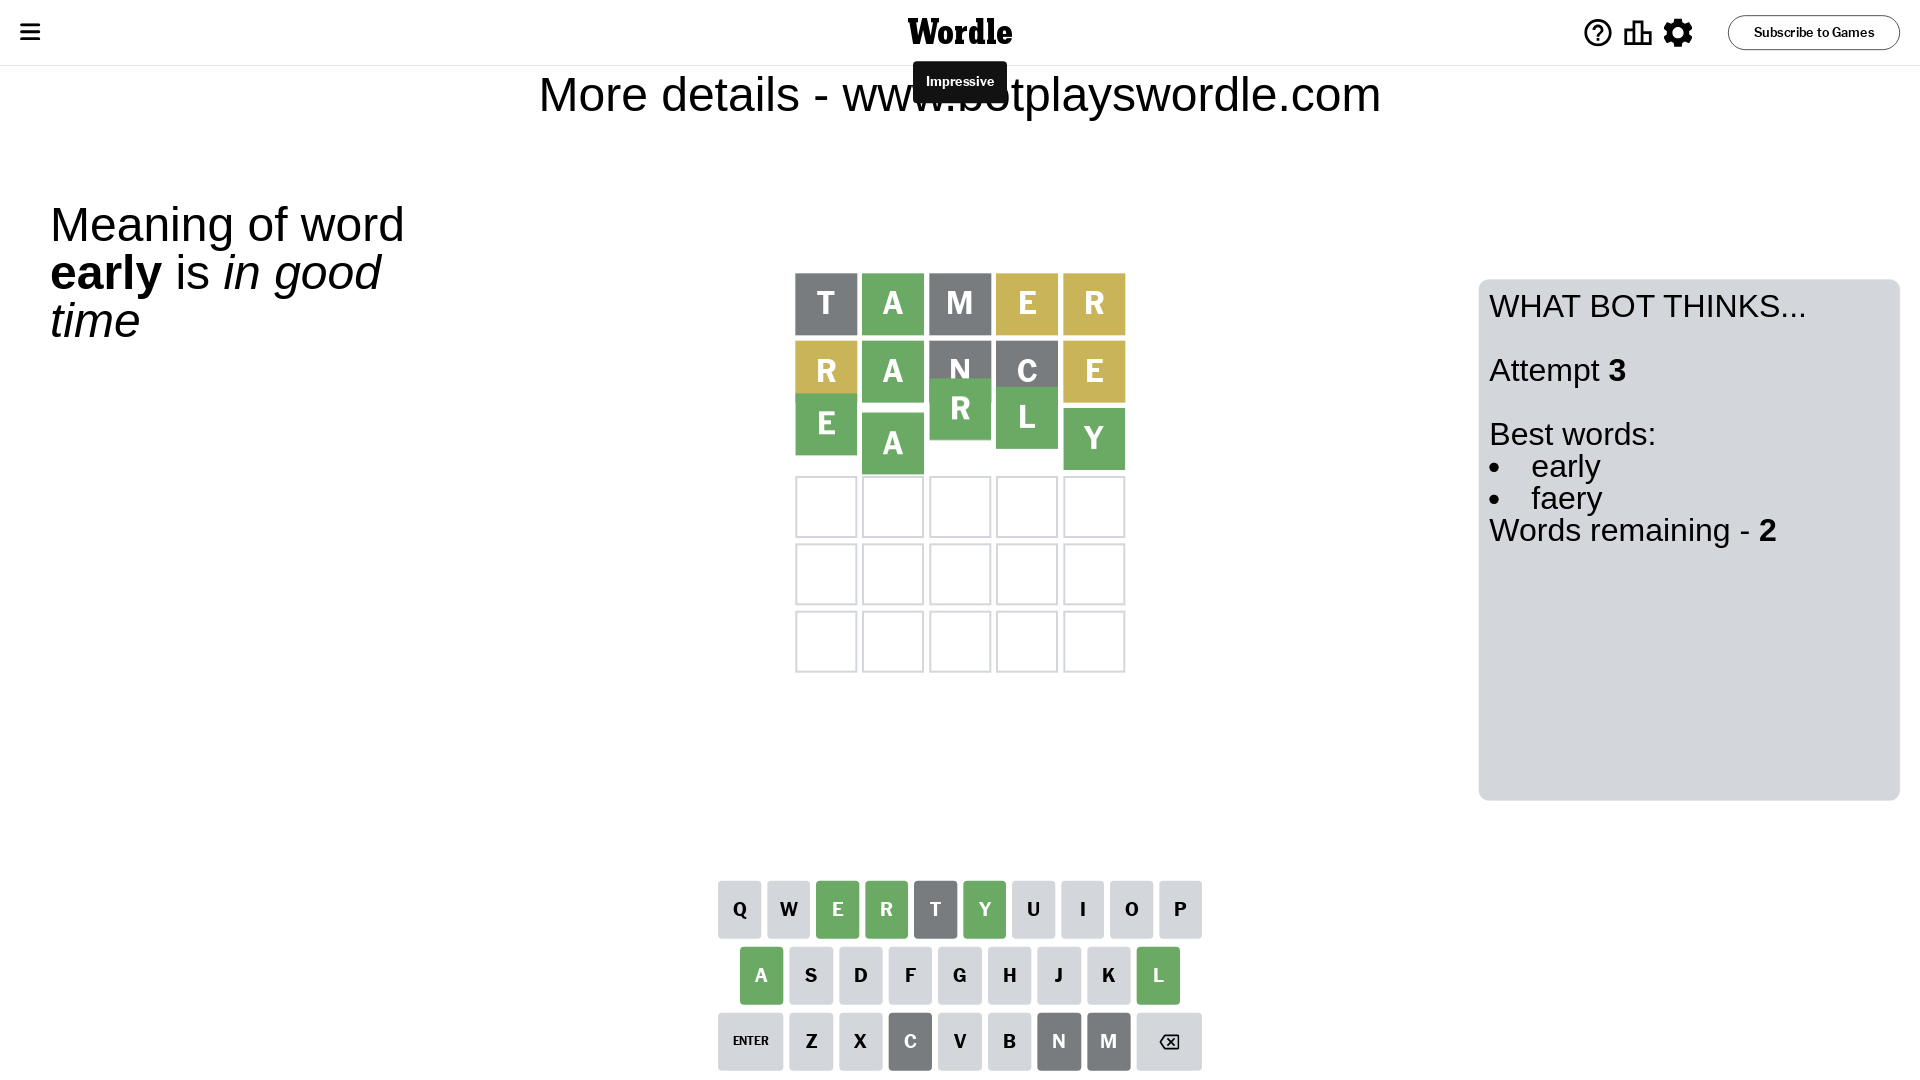 Wordle
Subscribe to Games
Impressive
More details - www.botplayswordle.com
Meaning of word
early is in good
time
T A M E R
R A N C E
E A R L Y
WHAT BOT THINKS...
Attempt 3
Best words:
• early
• faery
Words remaining - 2
Q W E R T Y U I O P
A S D F G H J K L
ENTER Z X C V B N M